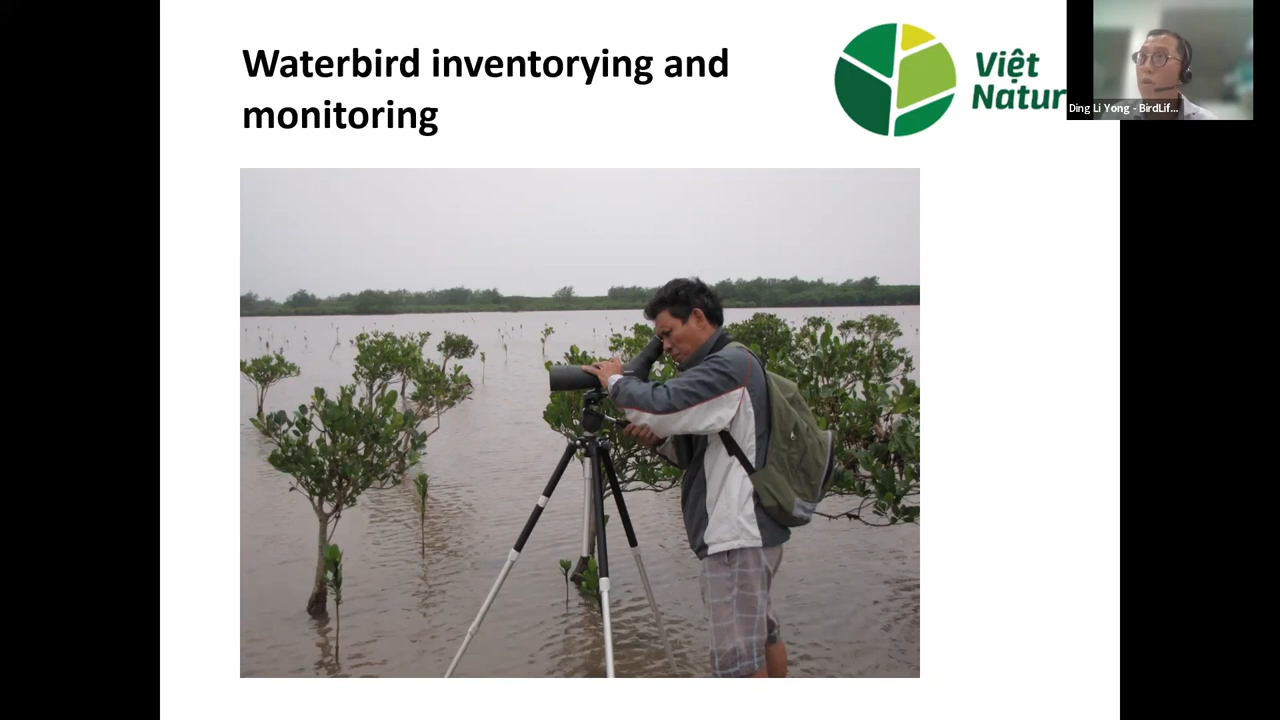 Waterbird inventorying and
monitoring
Việt
Natur
Ding Li Yong - BirdLif...